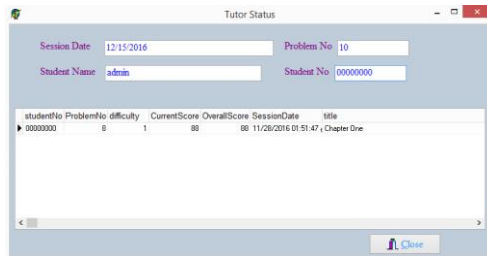 Tutor Status
Session Date 12/15/2016 Problem No 10
Student Name admin Student No 00000000
studentNo ProblemNo difficulty CurrentScore OverallScore SessionDate title
00000000 8 1 88 88 11/28/2016 01:51:47 Chapter One
Close